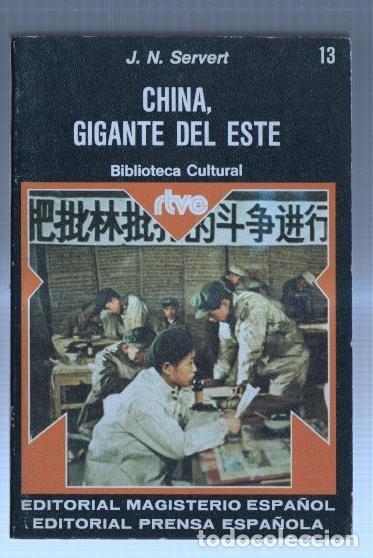 J. N. Servert
13
CHINA,
GIGANTE DEL ESTE
Biblioteca Cultural
rtve
把批林批孔的斗争进行
EDITORIAL MAGISTERIO ESPAÑOL
EDITORIAL PRENSA ESPAÑOLA
todocoleccion